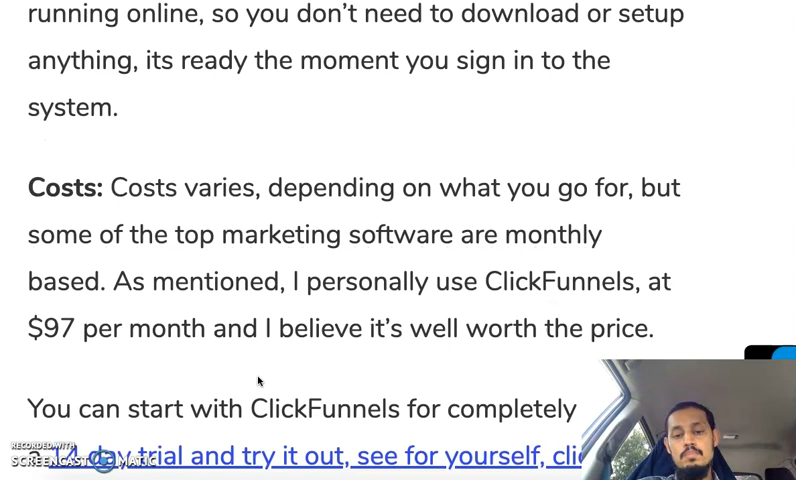 running online, so you don’t need to download or setup
anything, its ready the moment you sign in to the
system.
Costs: Costs varies, depending on what you go for, but
some of the top marketing software are monthly
based. As mentioned, I personally use ClickFunnels, at
$97 per month and I believe it’s well worth the price.
You can start with ClickFunnels for completely
14-day trial and try it out, see for yourself,
RECORDED WITH
SCREENCAST MATIC